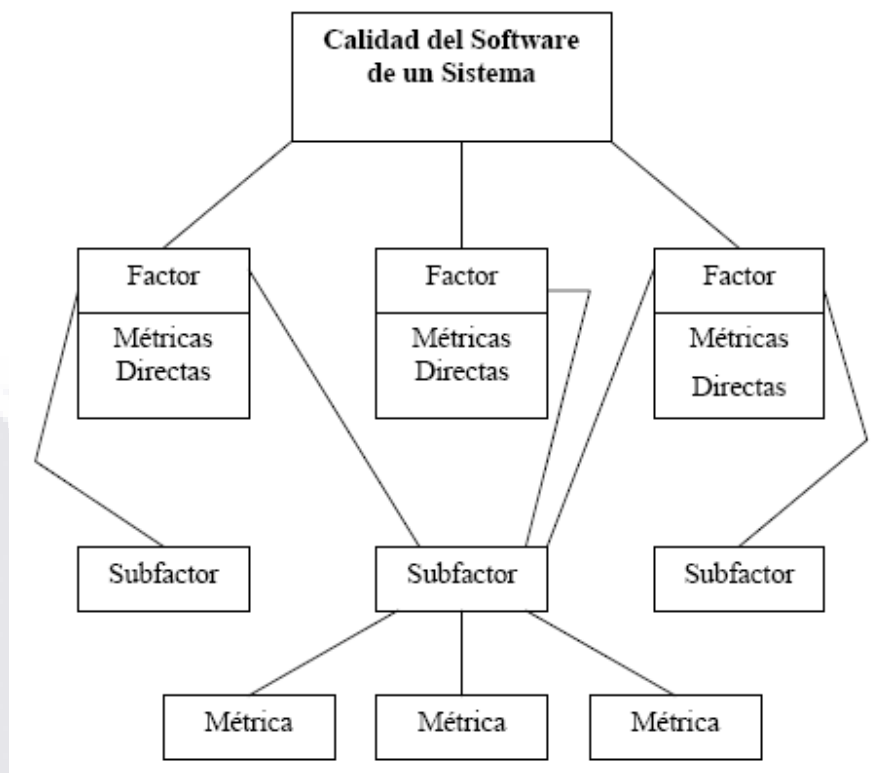 Calidad del Software
de un Sistema
Factor
Factor
Factor
Métricas
Directas
Métricas
Directas
Métricas
Directas
Subfactor
Subfactor
Subfactor
Métrica
Métrica
Métrica